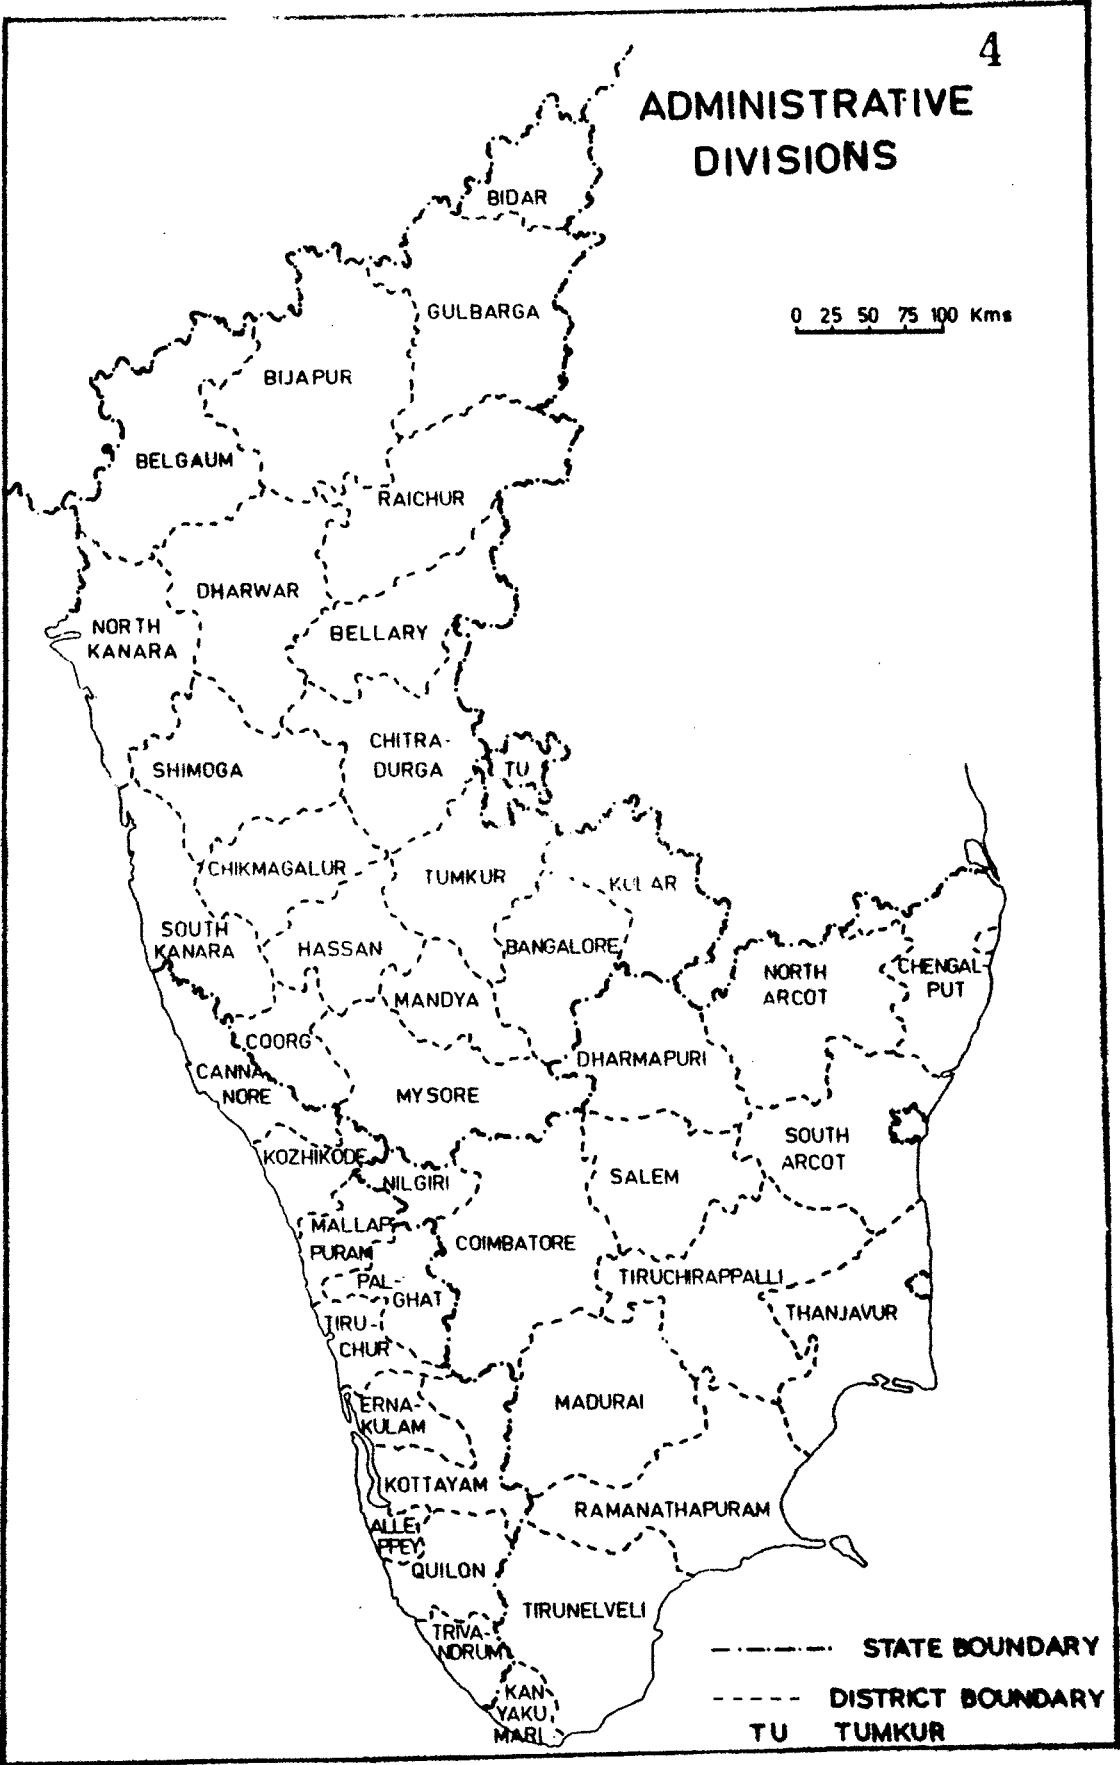 4
ADMINISTRATIVE
DIVISIONS
BIDAR
GULBARGA
0 25 50 75 100 Kms
BIJAPUR
BELGAUM
RAICHUR
DHARWAR
NORTH
KANARA
BELLARY
CHITRA-
DURGA
SHIMOGA
TU
CHIKMAGALUR
TUMKUR
KOLAR
SOUTH
KANARA
HASSAN
BANGALORE
NORTH
ARCOT
CHENGAL-
PUT
MANDYA
COORG
DHARMAPURI
CANNA
NORE
MYSORE
SOUTH
ARCOT
KOZHIKODE
NILGIRI
SALEM
MALLAP
PURAM
COIMBATORE
PAL-
GHAT
TIRUCHIRAPPALLI
TIRU-
CHUR
THANJAVUR
ERNA-
KULAM
MADURAI
KOTTAYAM
RAMANATHAPURAM
ALLE
PPEY
QUILON
TIRUNELVELI
TRIVA-
NDRUM
KAN
YAKU
MARI
STATE BOUNDARY
DISTRICT BOUNDARY
TU TUMKUR